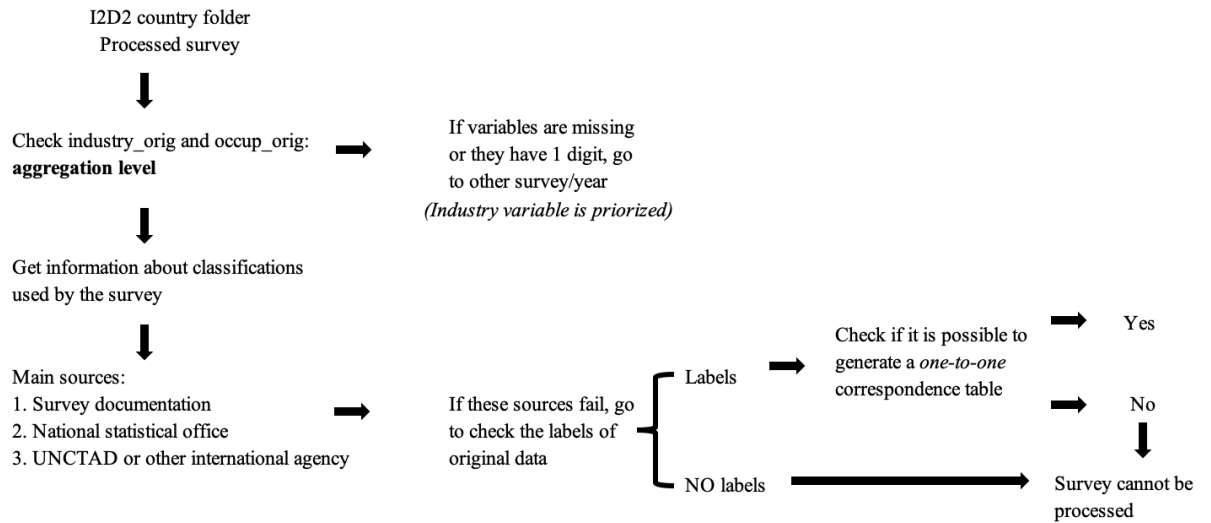 I2D2 country folder
Processed survey
Check industry_orig and occup_orig:
aggregation level
If variables are missing
or they have 1 digit, go
to other survey/year
(Industry variable is priorized)
Get information about classifications
used by the survey
Main sources:
1. Survey documentation
2. National statistical office
3. UNCTAD or other international agency
If these sources fail, go
to check the labels of
original data
Labels
NO labels
Check if it is possible to
generate a one-to-one
correspondence table
Yes
No
Survey cannot be
processed